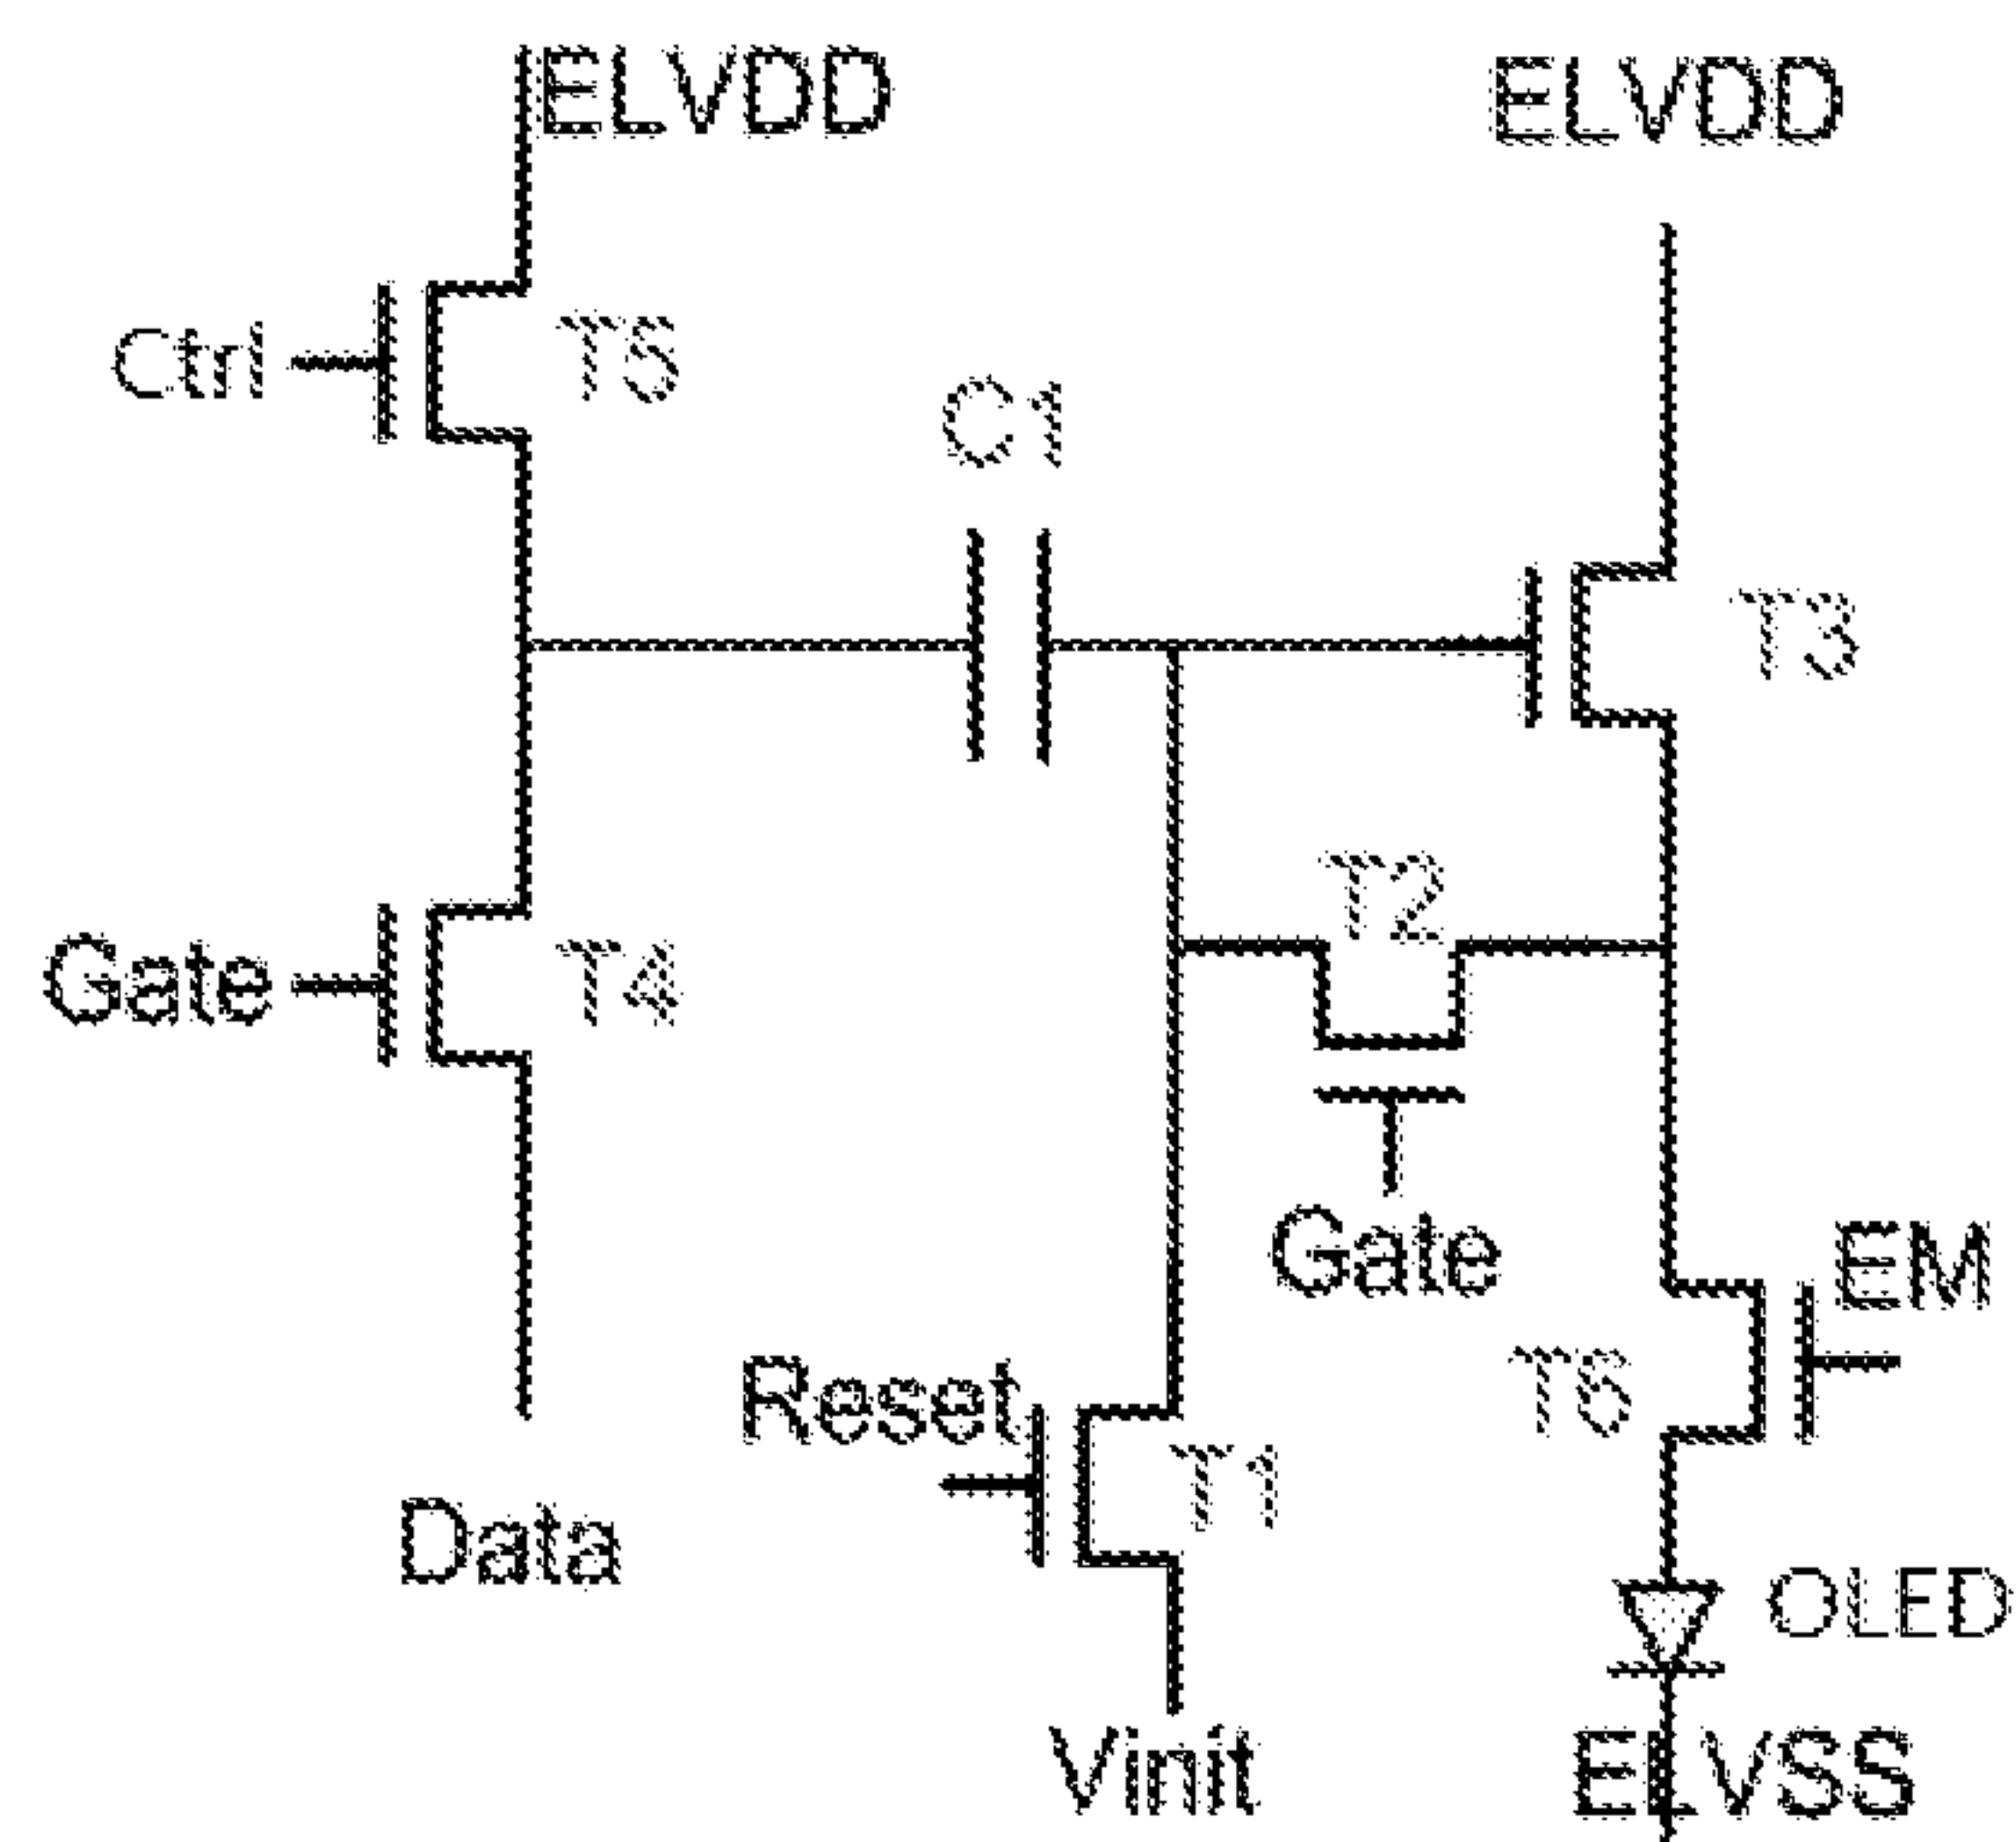 ELVDD
ELVDD
Ctrl
T5
C1
T3
T2
Gate
T4
Gate
EM
Reset
T6
T1
Data
OLED
Vinit
ELVSS